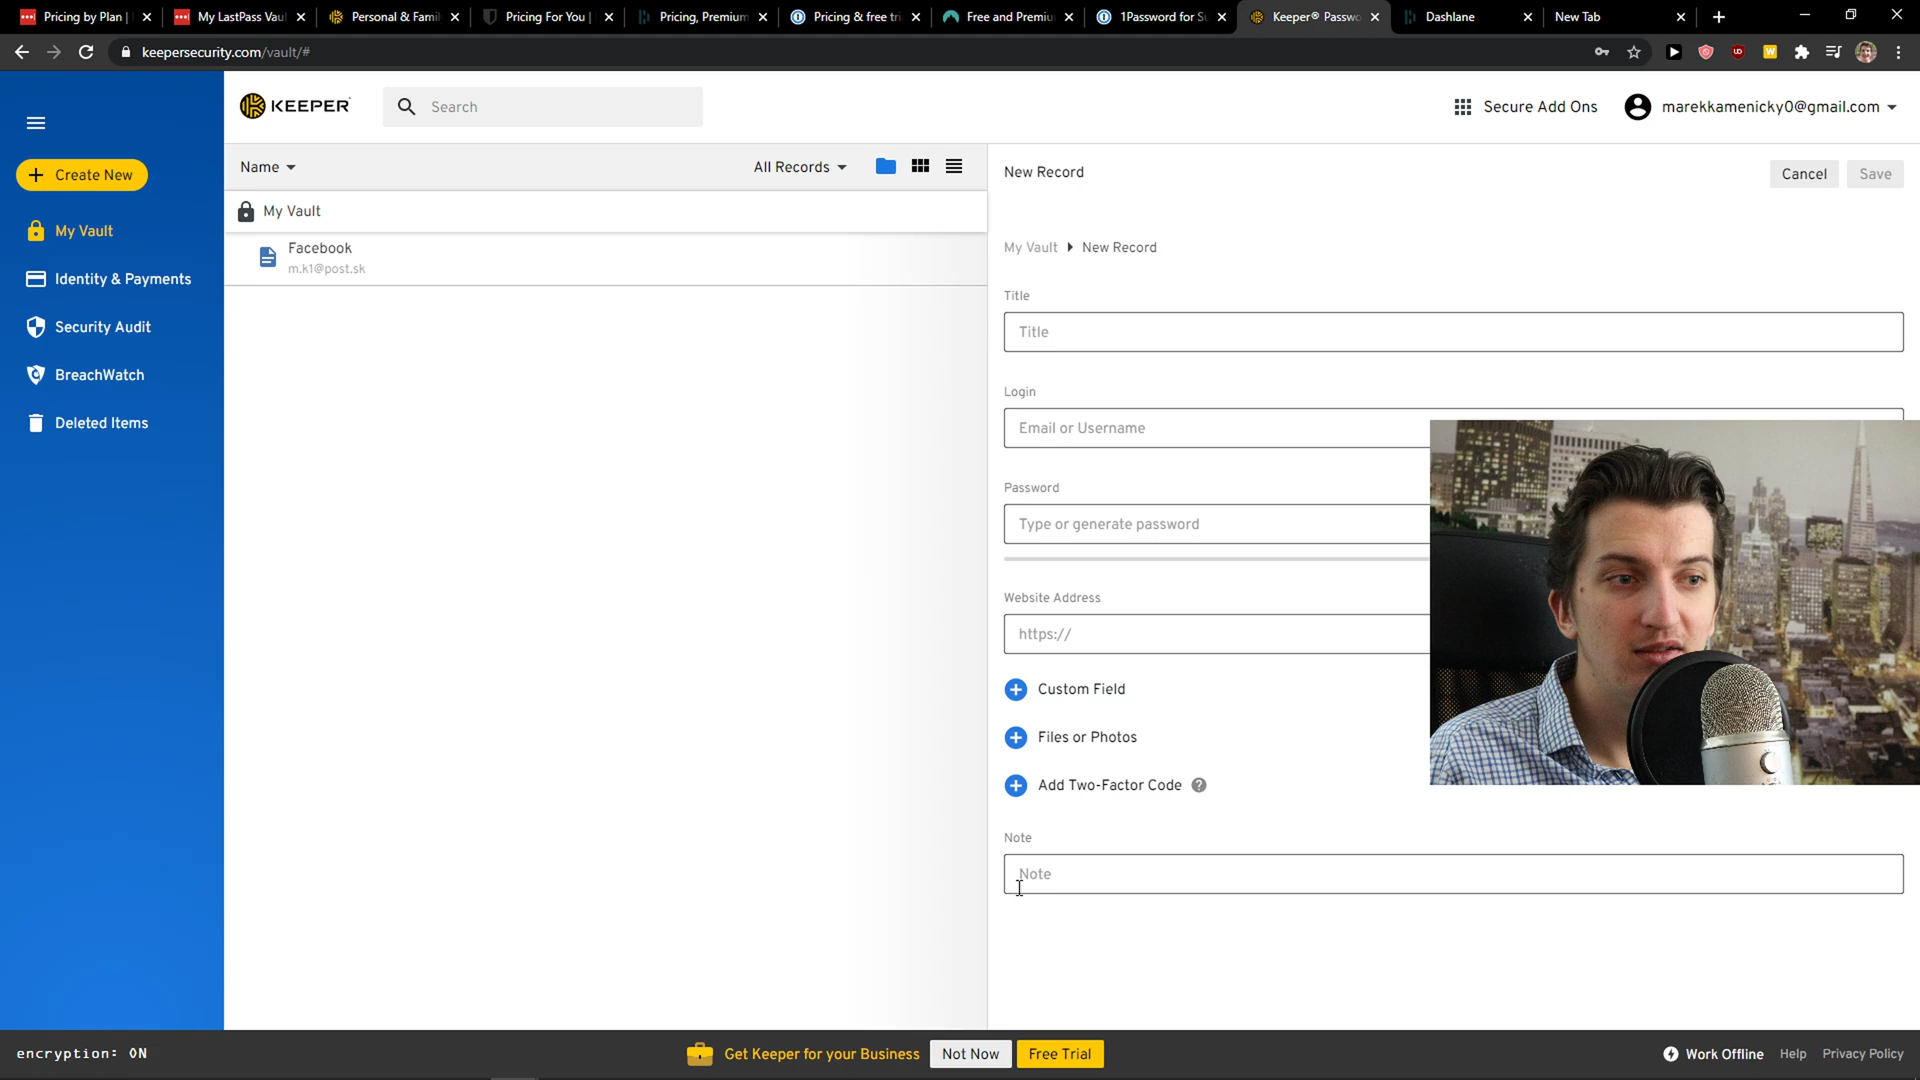 Pricing by Plan |
My LastPass Vau
Personal & Famil
Pricing For You |
Pricing, Premium
Pricing & free tri
Free and Premiu
1Password for Su
Keeper® Passwo
Dashlane
New Tab
keepersecurity.com/vault/#
KEEPER
Search
Secure Add Ons
marekkamenicky0@gmail.com
Create New
My Vault
Identity & Payments
Security Audit
BreachWatch
Deleted Items
Name
All Records
My Vault
Facebook
m.k1@post.sk
New Record
Cancel
Save
My Vault New Record
Title
Title
Login
Email or Username
Password
Type or generate password
Website Address
https://
Custom Field
Files or Photos
Add Two-Factor Code ?
Note
Note
encryption: ON
Get Keeper for your Business
Not Now
Free Trial
Work Offline
Help
Privacy Policy